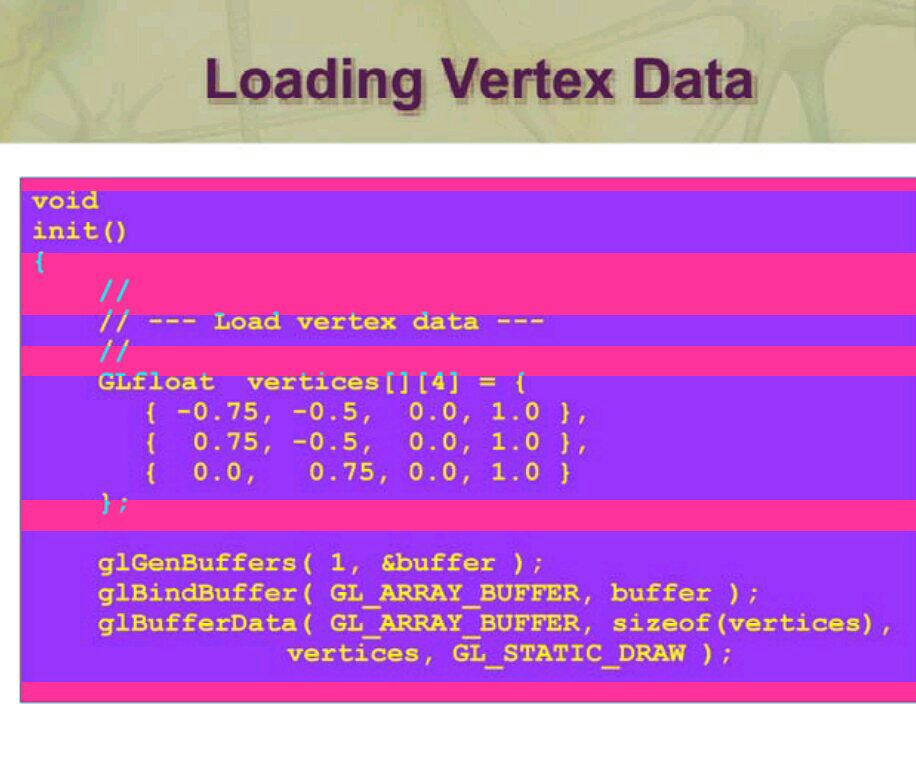 Loading Vertex Data
void
init()
{
//
// --- Load vertex data ---
//
GLfloat vertices[][4] = {
{ -0.75, -0.5, 0.0, 1.0 },
{ 0.75, -0.5, 0.0, 1.0 },
{ 0.0, 0.75, 0.0, 1.0 }
};
glGenBuffers( 1, &buffer );
glBindBuffer( GL_ARRAY_BUFFER, buffer );
glBufferData( GL_ARRAY_BUFFER, sizeof(vertices),
vertices, GL_STATIC_DRAW );